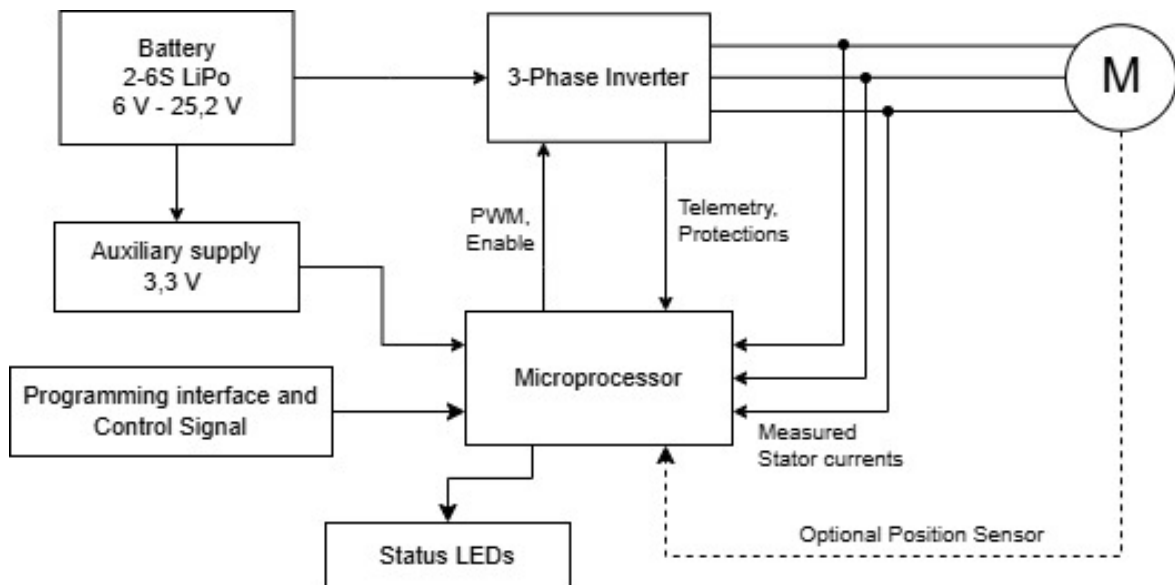 Battery
2-6S LiPo
6 V - 25,2 V
3-Phase Inverter
M
PWM,
Enable
Telemetry,
Protections
Auxiliary supply
3,3 V
Programming interface and
Control Signal
Microprocessor
Measured
Stator currents
Optional Position Sensor
Status LEDs